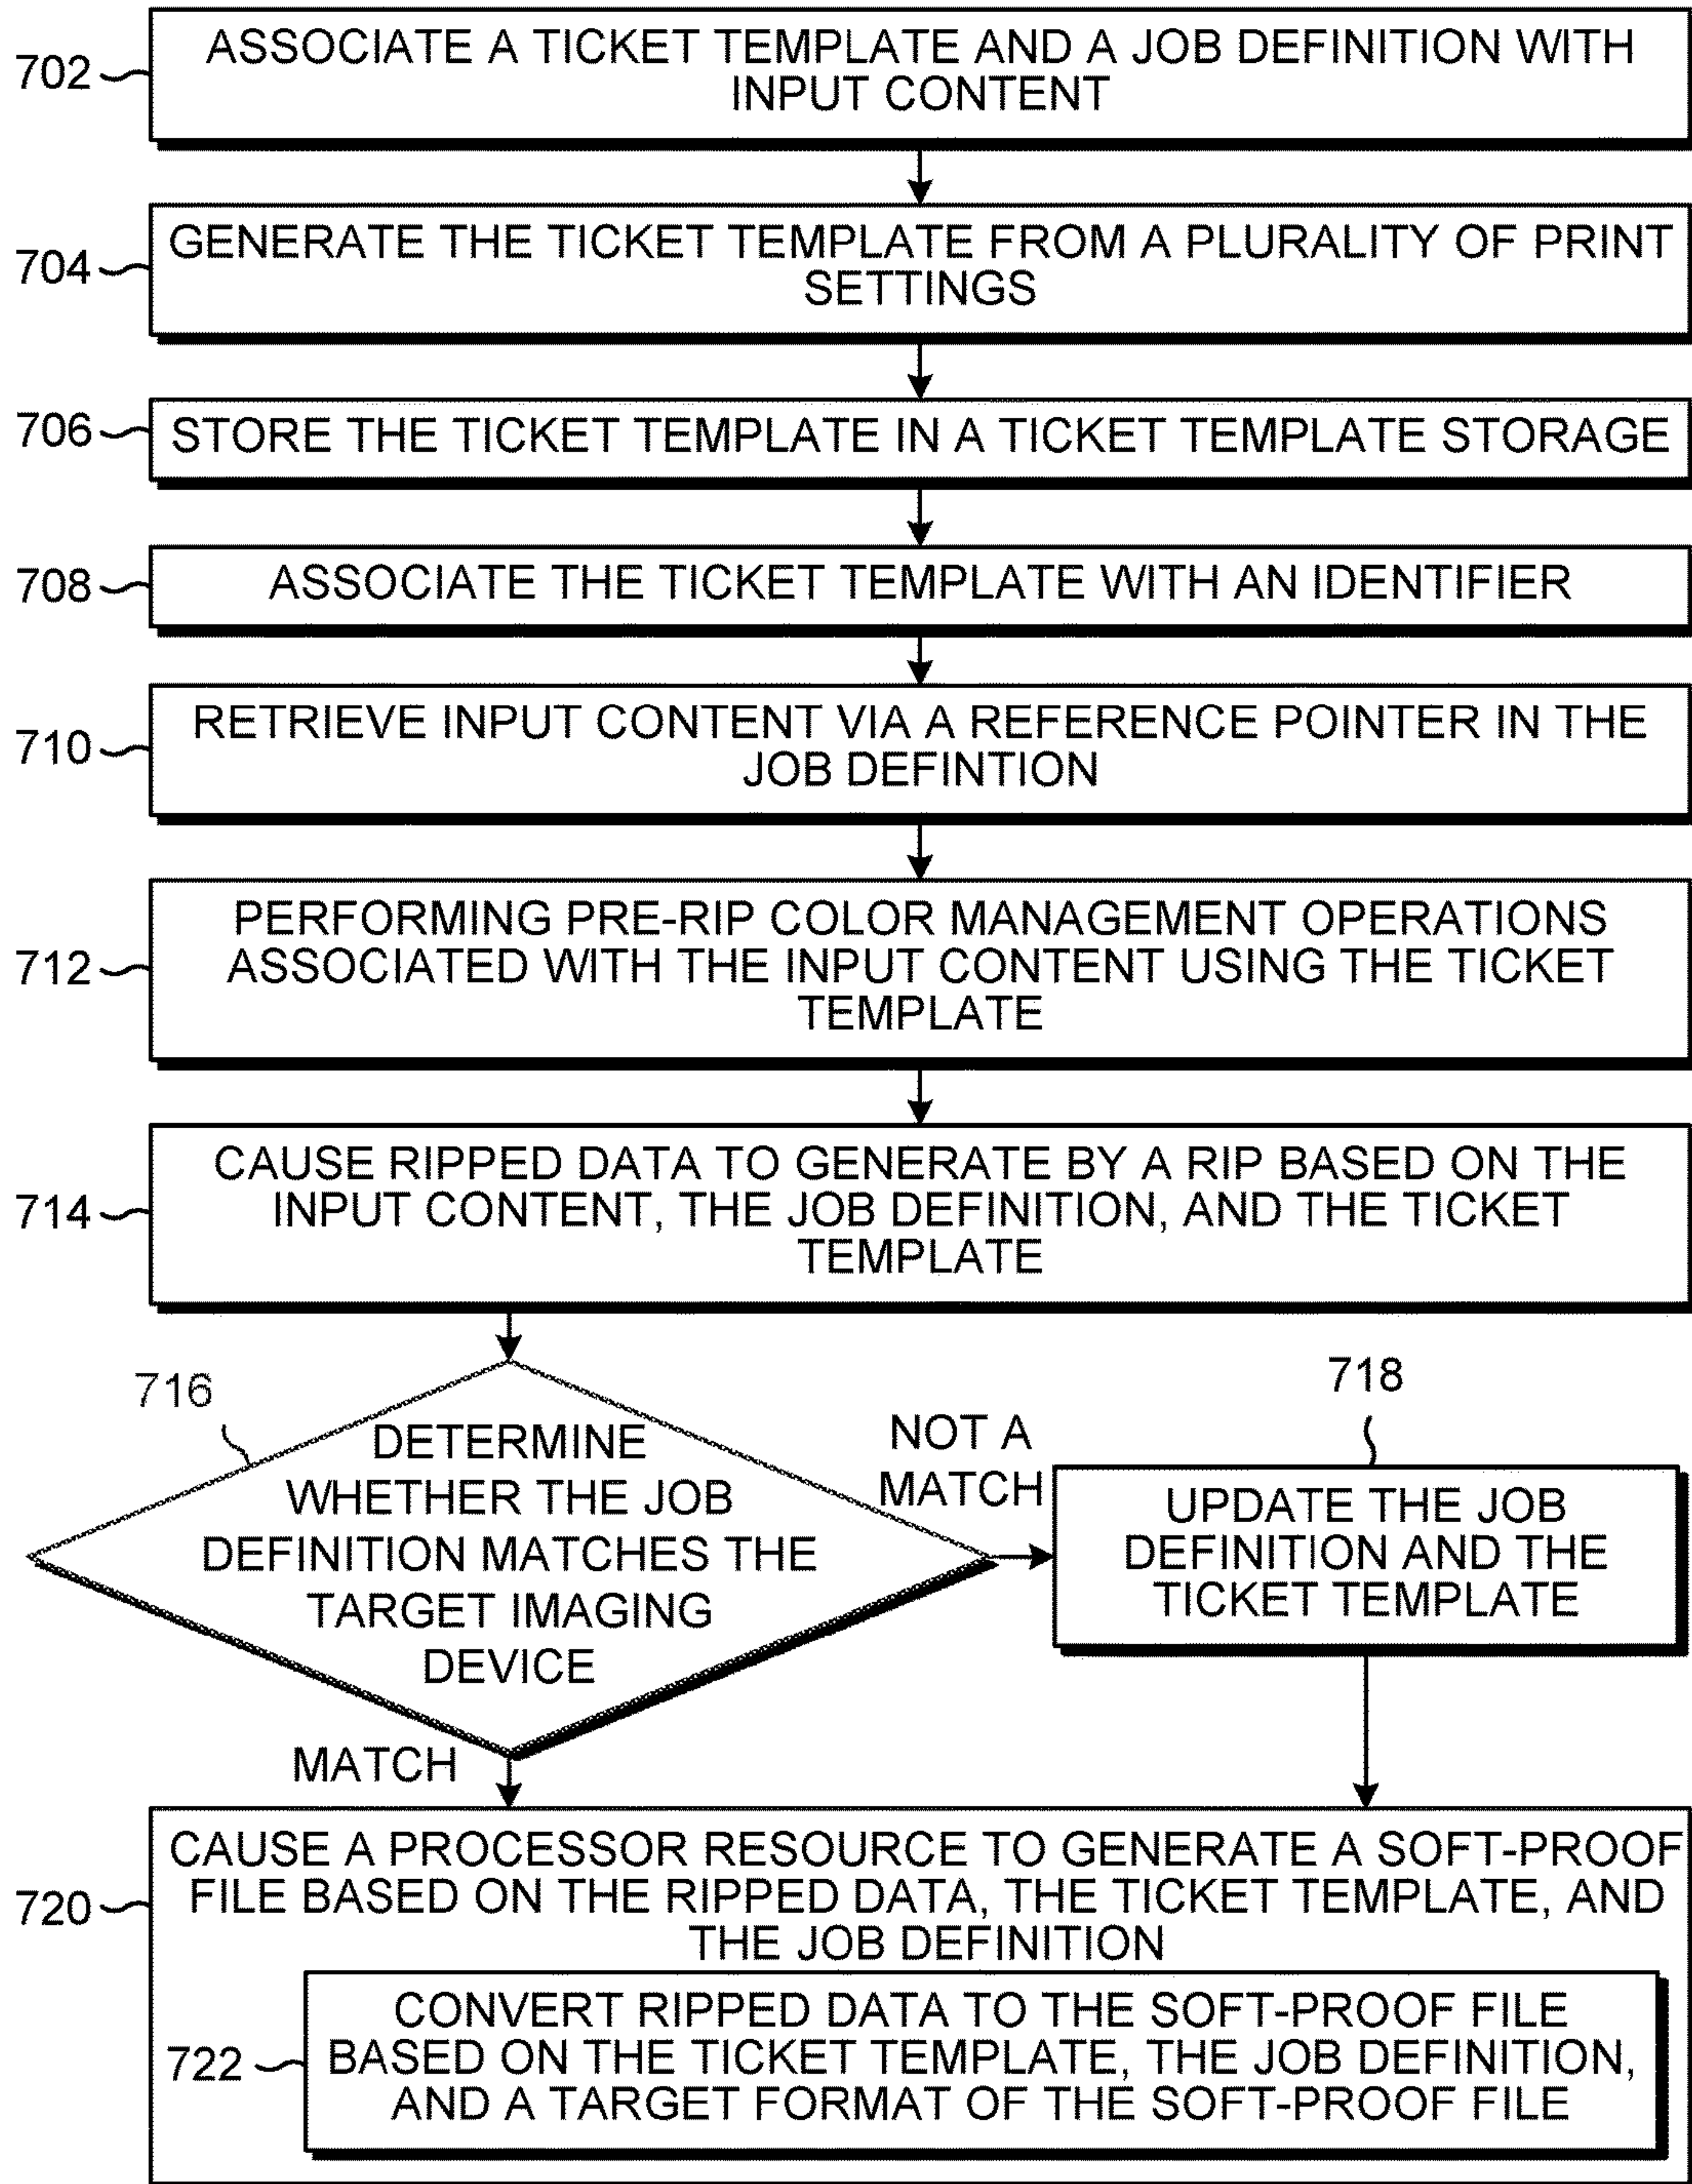 702
ASSOCIATE A TICKET TEMPLATE AND A JOB DEFINITION WITH
INPUT CONTENT
704
GENERATE THE TICKET TEMPLATE FROM A PLURALITY OF PRINT
SETTINGS
706
STORE THE TICKET TEMPLATE IN A TICKET TEMPLATE STORAGE
708
ASSOCIATE THE TICKET TEMPLATE WITH AN IDENTIFIER
710
RETRIEVE INPUT CONTENT VIA A REFERENCE POINTER IN THE
JOB DEFINTION
712
PERFORMING PRE-RIP COLOR MANAGEMENT OPERATIONS
ASSOCIATED WITH THE INPUT CONTENT USING THE TICKET
TEMPLATE
714
CAUSE RIPPED DATA TO GENERATE BY A RIP BASED ON THE
INPUT CONTENT, THE JOB DEFINITION, AND THE TICKET
TEMPLATE
716
DETERMINE
WHETHER THE JOB
DEFINITION MATCHES THE
TARGET IMAGING
DEVICE
NOT A
MATCH
718
UPDATE THE JOB
DEFINITION AND THE
TICKET TEMPLATE
MATCH
720
CAUSE A PROCESSOR RESOURCE TO GENERATE A SOFT-PROOF
FILE BASED ON THE RIPPED DATA, THE TICKET TEMPLATE, AND
THE JOB DEFINITION
722
CONVERT RIPPED DATA TO THE SOFT-PROOF FILE
BASED ON THE TICKET TEMPLATE, THE JOB DEFINITION,
AND A TARGET FORMAT OF THE SOFT-PROOF FILE